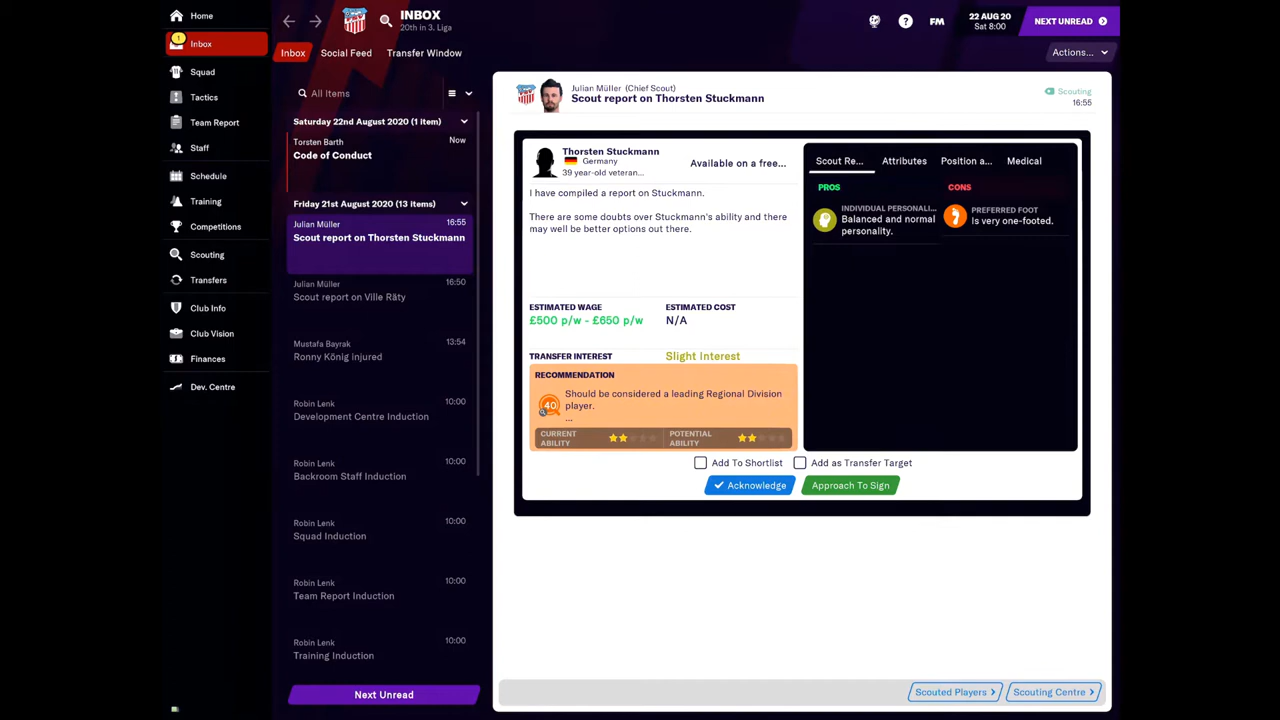 Home
1
Inbox
Squad
Tactics
Team Report
Staff
Schedule
Training
Competitions
Scouting
Transfers
Club Info
Club Vision
Finances
Dev. Centre
INBOX
20th in 3. Liga
FM
22 AUG 20
Sat 8:00
NEXT UNREAD
Inbox
Social Feed
Transfer Window
Actions...
All Items
Saturday 22nd August 2020 (1 item)
Torsten Barth
Now
Code of Conduct
Friday 21st August 2020 (13 items)
Julian Müller
16:55
Scout report on Thorsten Stuckmann
Julian Müller
16:50
Scout report on Ville Räty
Mustafa Bayrak
13:54
Ronny König injured
Robin Lenk
10:00
Development Centre Induction
Robin Lenk
10:00
Backroom Staff Induction
Robin Lenk
10:00
Squad Induction
Robin Lenk
10:00
Team Report Induction
Robin Lenk
10:00
Training Induction
Next Unread
Julian Müller (Chief Scout)
Scout report on Thorsten Stuckmann
Scouting
16:55
Thorsten Stuckmann
Germany
39 year-old veteran...
Available on a free...
I have compiled a report on Stuckmann.
There are some doubts over Stuckmann's ability and there
may well be better options out there.
ESTIMATED WAGE
£500 p/w - £650 p/w
ESTIMATED COST
N/A
TRANSFER INTEREST
Slight Interest
RECOMMENDATION
40
Should be considered a leading Regional Division
player.
...
CURRENT
ABILITY
POTENTIAL
ABILITY
Scout Re...
Attributes
Position a...
Medical
PROS
INDIVIDUAL PERSONALI...
Balanced and normal
personality.
CONS
PREFERRED FOOT
Is very one-footed.
Add To Shortlist
Add as Transfer Target
Acknowledge
Approach To Sign
Scouted Players
Scouting Centre